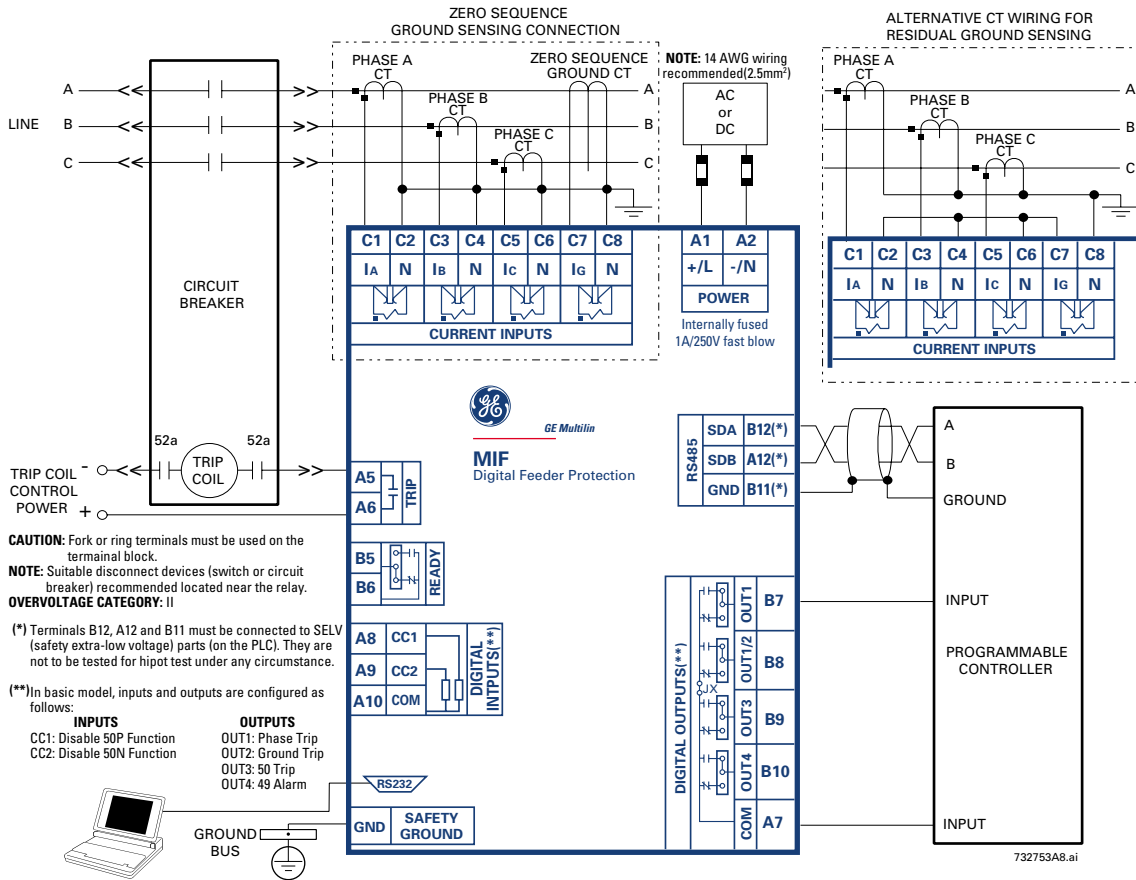 ZERO SEQUENCE
GROUND SENSING CONNECTION
ALTERNATIVE CT WIRING FOR
RESIDUAL GROUND SENSING
PHASE A
CT
PHASE B
CT
PHASE C
CT
ZERO SEQUENCE
GROUND CT
NOTE: 14 AWG wiring
recommended(2.5mm²)
AC
or
DC
PHASE A
CT
PHASE B
CT
PHASE C
CT
LINE
A
B
C
A
B
C
A
B
C
CIRCUIT
BREAKER
C1 C2 C3 C4 C5 C6 C7 C8
IA N IB N IC N IG N
CURRENT INPUTS
A1 A2
+/L -/N
POWER
Internally fused
1A/250V fast blow
C1 C2 C3 C4 C5 C6 C7 C8
IA N IB N IC N IG N
CURRENT INPUTS
GE
GE Multilin
MIF
Digital Feeder Protection
RS485
SDA B12(*)
SDB A12(*)
GND B11(*)
A
B
GROUND
INPUT
PROGRAMMABLE
CONTROLLER
INPUT
52a
TRIP
COIL
52a
TRIP COIL -
CONTROL
POWER +
A5
A6
TRIP
B5
B6
READY
A8 CC1
A9 CC2
A10 COM
DIGITAL
INTPUTS(**)
DIGITAL OUTPUTS(**)
JX
OUT1 B7
OUT1/2 B8
OUT3 B9
OUT4 B10
COM A7
CAUTION: Fork or ring terminals must be used on the
termainal block.
NOTE: Suitable disconnect devices (switch or circuit
breaker) recommended located near the relay.
OVERVOLTAGE CATEGORY: II
(*) Terminals B12, A12 and B11 must be connected to SELV
(safety extra-low voltage) parts (on the PLC). They are
not to be tested for hipot test under any circumstance.
(**)In basic model, inputs and outputs are configured as
follows:
INPUTS
CC1: Disable 50P Function
CC2: Disable 50N Function
OUTPUTS
OUT1: Phase Trip
OUT2: Ground Trip
OUT3: 50 Trip
OUT4: 49 Alarm
RS232
GND SAFETY
GROUND
GROUND
BUS
732753A8.ai